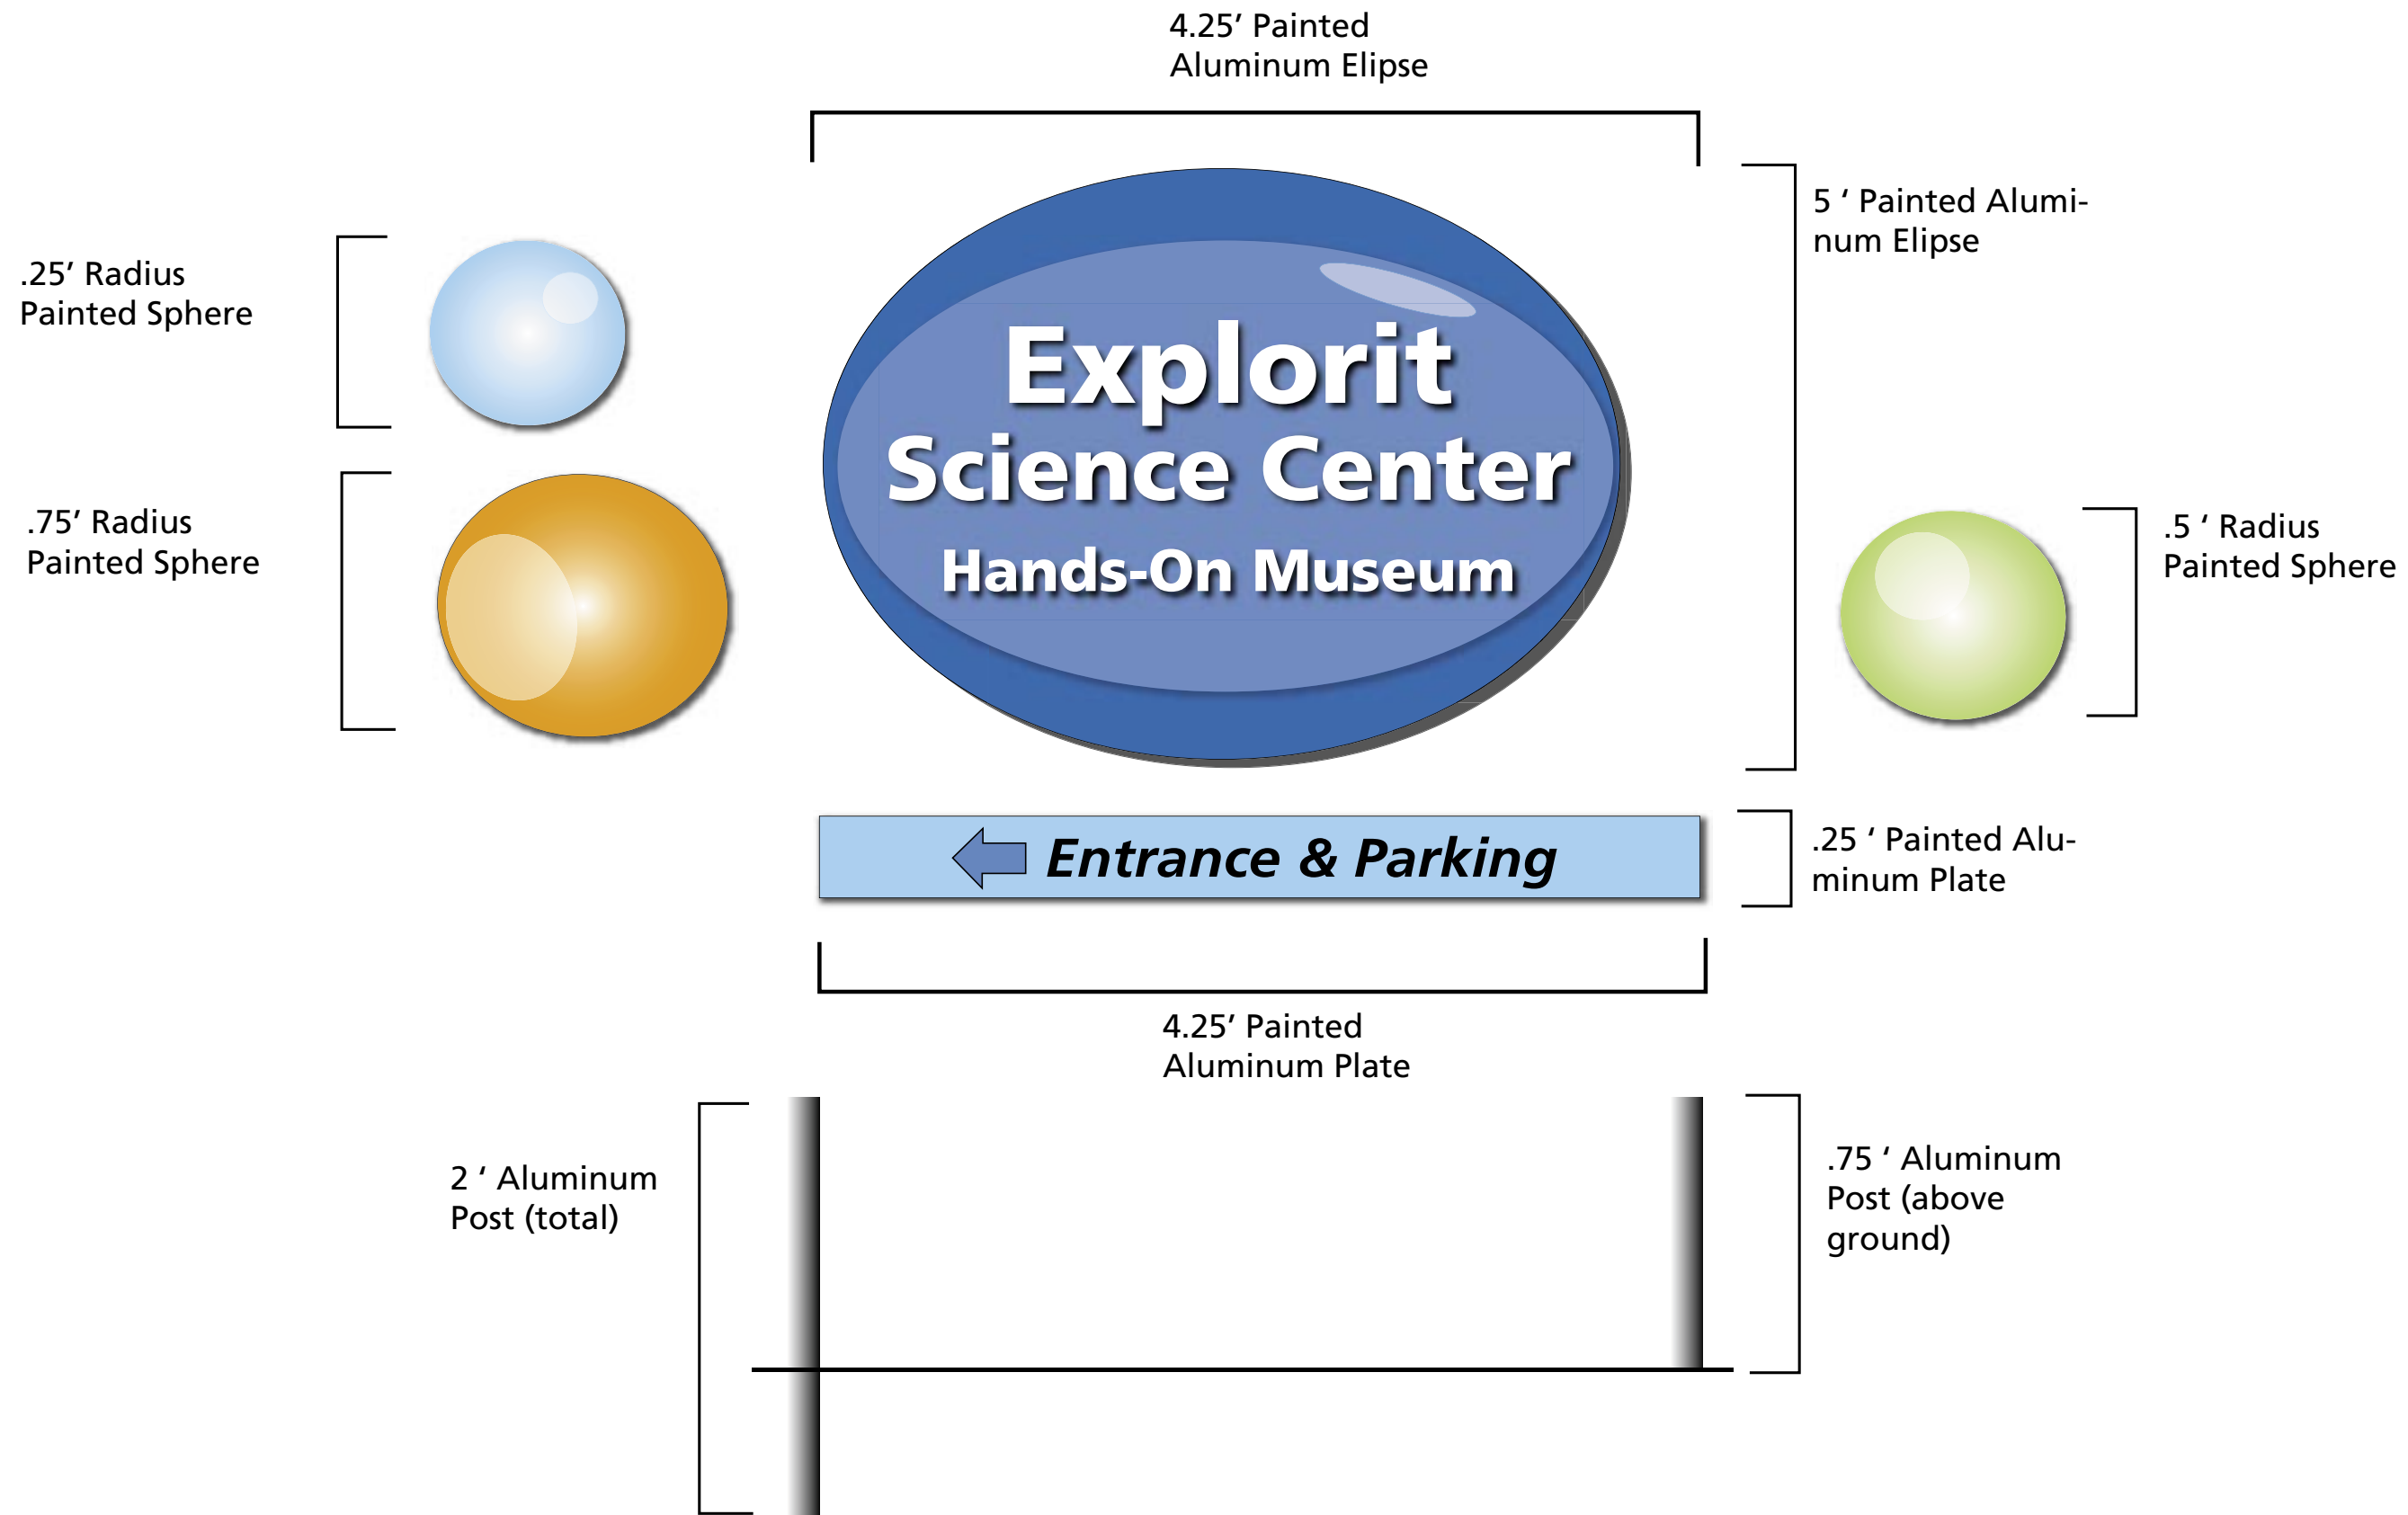 4.25’ Painted
Aluminum Elipse
5 ‘ Painted Alumi-
num Elipse
.25’ Radius
Painted Sphere
Explorit
Science Center
Hands-On Museum
.75’ Radius
Painted Sphere
.5 ‘ Radius
Painted Sphere
Entrance & Parking
.25 ‘ Painted Alu-
minum Plate
4.25’ Painted
Aluminum Plate
2 ‘ Aluminum
Post (total)
.75 ‘ Aluminum
Post (above
ground)